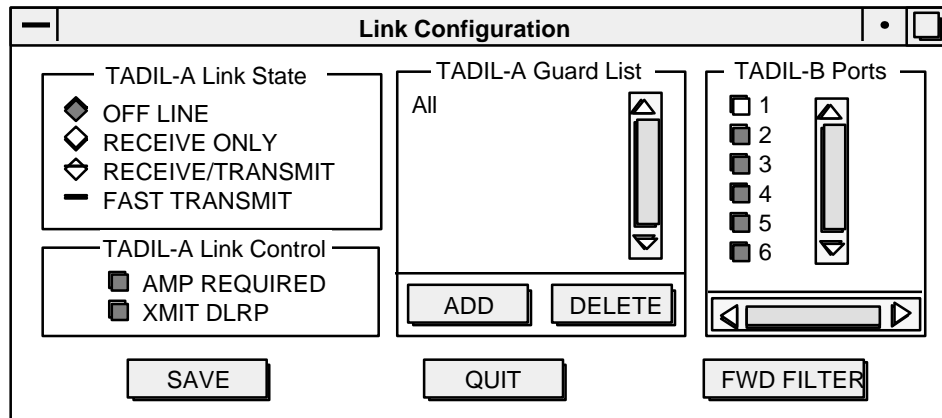 Link Configuration
TADIL-A Link State
OFF LINE
RECEIVE ONLY
RECEIVE/TRANSMIT
FAST TRANSMIT
TADIL-A Link Control
AMP REQUIRED
XMIT DLRP
TADIL-A Guard List
All
ADD
DELETE
TADIL-B Ports
1
2
3
4
5
6
SAVE
QUIT
FWD FILTER